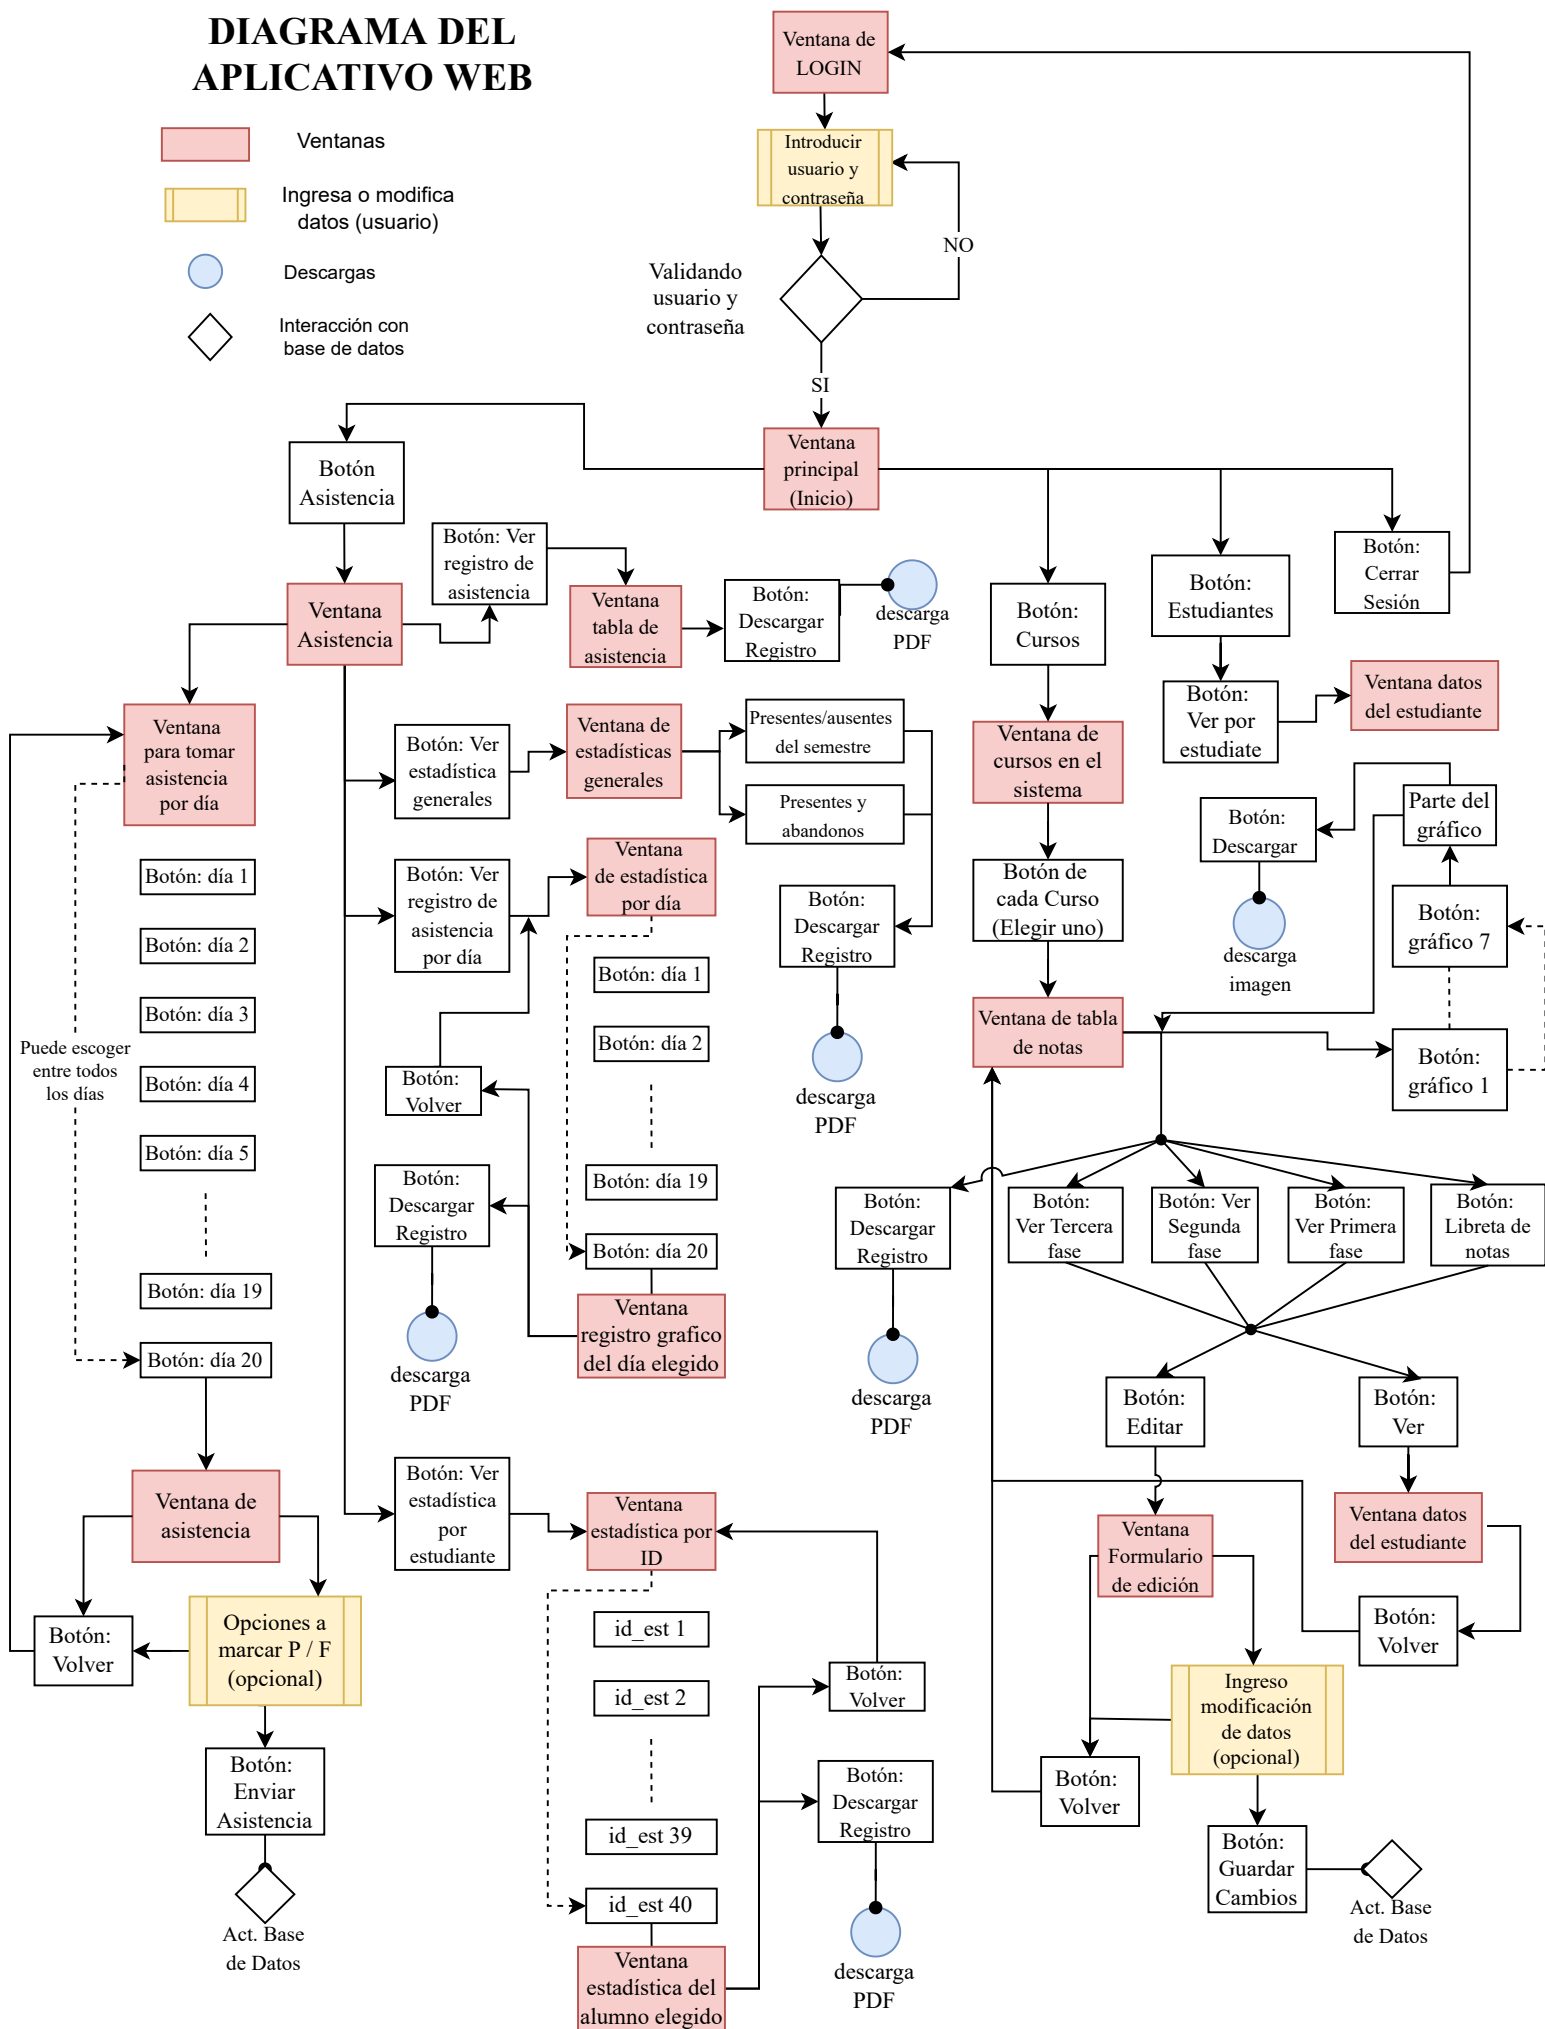 DIAGRAMA DEL
APLICATIVO WEB
Ventanas
Ingresa o modifica
datos (usuario)
Descargas
Interacción con
base de datos
Ventana de
LOGIN
Introducir
usuario y
contraseña
NO
Validando
usuario y
contraseña
SI
Ventana
principal
(Inicio)
Botón
Asistencia
Ventana
Asistencia
Botón: Ver
registro de
asistencia
Ventana
tabla de
asistencia
Botón:
Descargar
Registro
descarga
PDF
Botón:
Cursos
Botón:
Estudiantes
Botón:
Cerrar
Sesión
Botón:
Ver por
estudiate
Ventana datos
del estudiante
Ventana
para tomar
asistencia
por día
Botón: Ver
estadística
generales
Ventana de
estadísticas
generales
Presentes/ausentes
del semestre
Presentes y
abandonos
Ventana de
cursos en el
sistema
Botón:
Descargar
Parte del
gráfico
Botón: día 1
Botón: día 2
Botón: día 3
Botón: día 4
Botón: día 5
Botón: día 19
Botón: día 20
Puede escoger
entre todos
los días
Botón: Ver
registro de
asistencia
por día
Ventana
de estadística
por día
Botón: día 1
Botón: día 2
Botón: día 19
Botón: día 20
Botón:
Descargar
Registro
descarga
PDF
Botón de
cada Curso
(Elegir uno)
descarga
imagen
Botón:
gráfico 7
Ventana de tabla
de notas
Botón:
gráfico 1
Botón:
Volver
Botón:
Descargar
Registro
descarga
PDF
Ventana
registro grafico
del día elegido
Botón:
Descargar
Registro
descarga
PDF
Botón:
Ver Tercera
fase
Botón: Ver
Segunda
fase
Botón:
Ver Primera
fase
Botón:
Libreta de
notas
Botón:
Editar
Botón:
Ver
Ventana de
asistencia
Botón: Ver
estadística
por
estudiante
Ventana
estadística por
ID
Ventana
Formulario
de edición
Ventana datos
del estudiante
Botón:
Volver
Opciones a
marcar P / F
(opcional)
id_est 1
id_est 2
id_est 39
id_est 40
Botón:
Volver
Botón:
Volver
Ingreso
modificación
de datos
(opcional)
Botón:
Enviar
Asistencia
Act. Base
de Datos
Botón:
Descargar
Registro
descarga
PDF
Botón:
Volver
Botón:
Guardar
Cambios
Act. Base
de Datos
Ventana
estadística del
alumno elegido